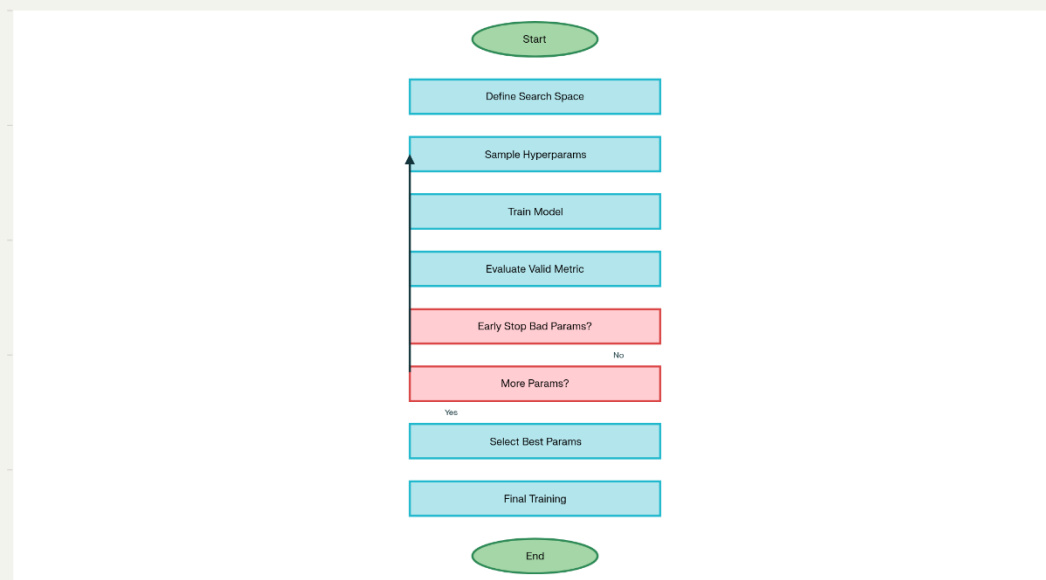 Start
Define Search Space
Sample Hyperparams
Train Model
Evaluate Valid Metric
Early Stop Bad Params?
No
More Params?
Yes
Select Best Params
Final Training
End